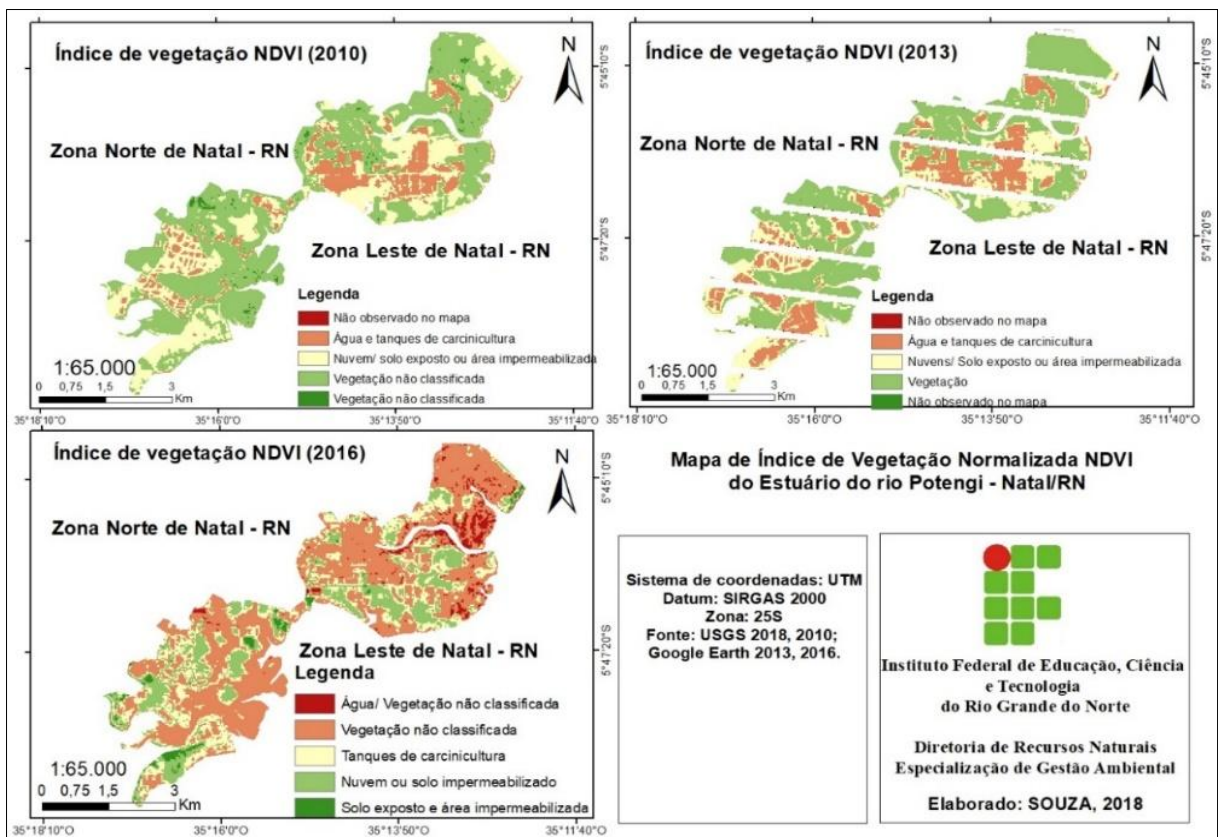 Índice de vegetação NDVI (2010)
N
Zona Norte de Natal - RN
Zona Leste de Natal - RN
Legenda
Não observado no mapa
Água e tanques de carcinicultura
Nuvem/ solo exposto ou área impermeabilizada
Vegetação não classificada
Vegetação não classificada
1:65.000
0 0,75 1,5 3
Km
5°45'10"S
5°47'20"S
35°18'10"O 35°16'0"O 35°13'50"O 35°11'40"O
Índice de vegetação NDVI (2013)
N
Zona Norte de Natal - RN
Zona Leste de Natal - RN
Legenda
Não observado no mapa
Água e tanques de carcinicultura
Nuvens/ Solo exposto ou área impermeabilizada
Vegetação
Não observado no mapa
1:65.000
0 0,75 1,5 3
Km
5°45'10"S
5°47'20"S
35°18'10"O 35°16'0"O 35°13'50"O 35°11'40"O
Índice de vegetação NDVI (2016)
N
Zona Norte de Natal - RN
Zona Leste de Natal - RN
Legenda
Água/ Vegetação não classificada
Vegetação não classificada
Tanques de carcinicultura
Nuvem ou solo impermeabilizado
Solo exposto e área impermeabilizada
1:65.000
0 0,75 1,5 3
Km
5°45'10"S
5°47'20"S
35°18'10"O 35°16'0"O 35°13'50"O 35°11'40"O
Mapa de Índice de Vegetação Normalizada NDVI
do Estuário do rio Potengi - Natal/RN
Sistema de coordenadas: UTM
Datum: SIRGAS 2000
Zona: 25S
Fonte: USGS 2018, 2010;
Google Earth 2013, 2016.
Instituto Federal de Educação, Ciência
e Tecnologia
do Rio Grande do Norte
Diretoria de Recursos Naturais
Especialização de Gestão Ambiental
Elaborado: SOUZA, 2018